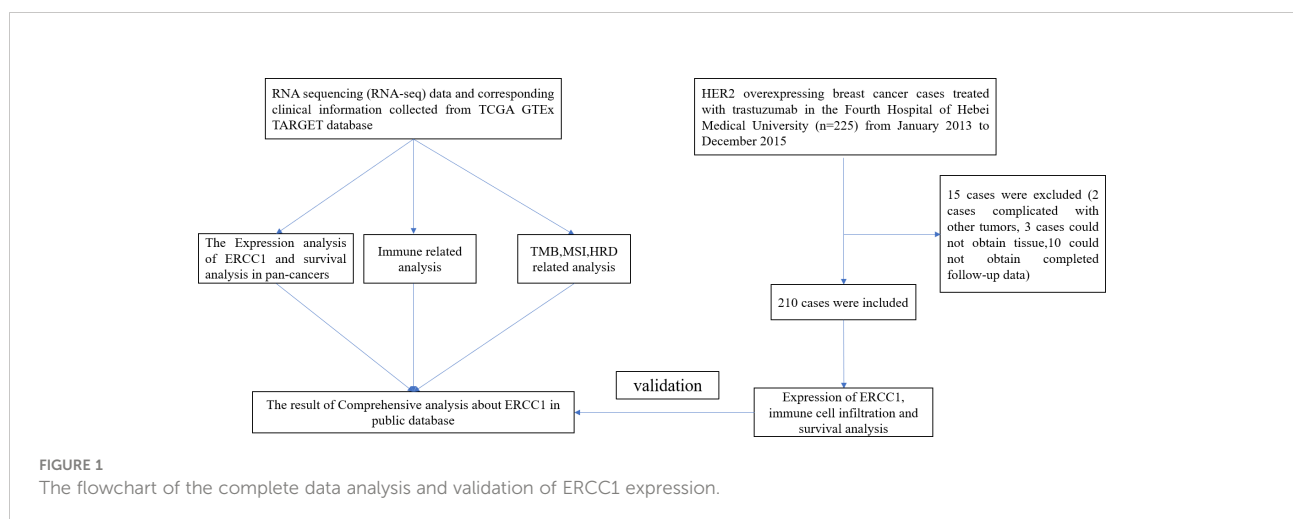 RNA sequencing (RNA-seq) data and corresponding
clinical information collected from TCGA GTEx
TARGET database
The Expression analysis
of ERCC1 and survival
analysis in pan-cancers
Immune related
analysis
TMB,MSI,HRD
related analysis
The result of Comprehensive analysis about ERCC1 in
public database
HER2 overexpressing breast cancer cases treated
with trastuzumab in the Fourth Hospital of Hebei
Medical University (n=225) from January 2013 to
December 2015
15 cases were excluded (2
cases complicated with
other tumors, 3 cases could
not obtain tissue,10 could
not obtain completed
follow-up data)
210 cases were included
validation
Expression of ERCC1,
immune cell infiltration and
survival analysis
FIGURE 1
The flowchart of the complete data analysis and validation of ERCC1 expression.